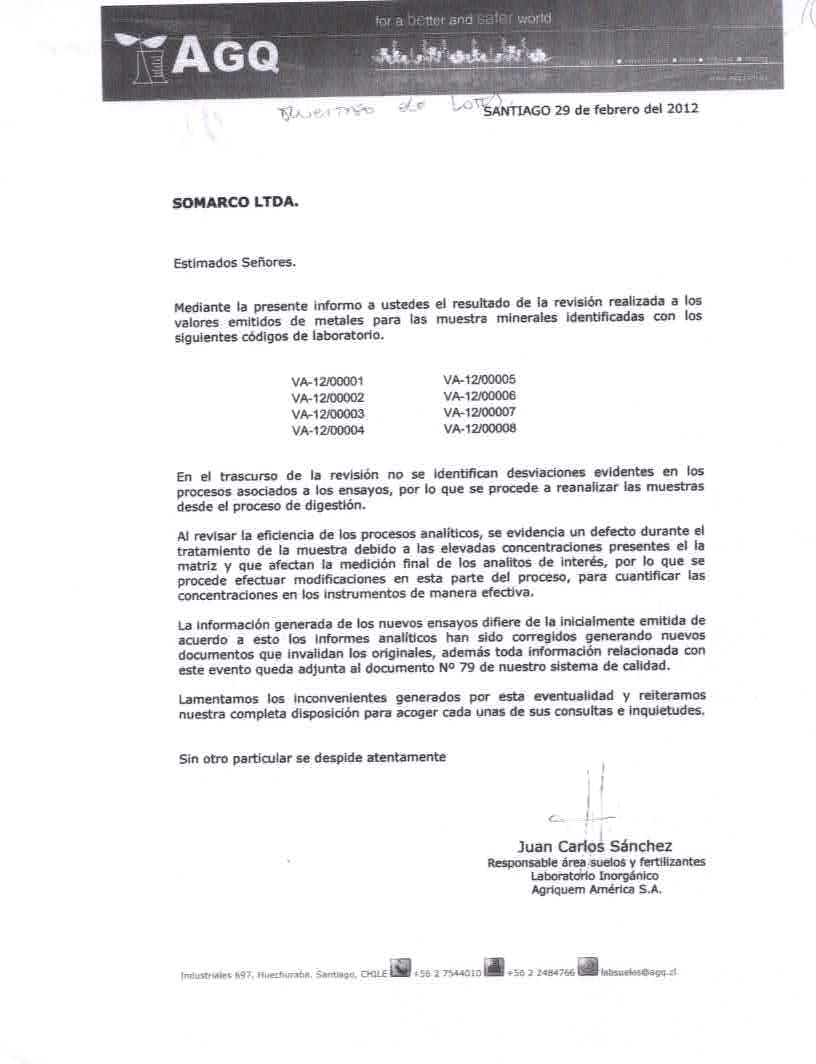 for a better and safer world
AGQ
de Lotes
SANTIAGO 29 de febrero del 2012
SOMARCO LTDA.
Estimados Señores.
Mediante la presente informo a ustedes el resultado de la revisión realizada a los
valores emitidos de metales para las muestra minerales identificadas con los
siguientes códigos de laboratorio.
VA-12/00001 VA-12/00005
VA-12/00002 VA-12/00006
VA-12/00003 VA-12/00007
VA-12/00004 VA-12/00008
En el trascurso de la revisión no se identifican desviaciones evidentes en los
procesos asociados a los ensayos, por lo que se procede a reanalizar las muestras
desde el proceso de digestión.
Al revisar la eficiencia de los procesos analíticos, se evidencia un defecto durante el
tratamiento de la muestra debido a las elevadas concentraciones presentes el la
matriz y que afectan la medición final de los analitos de interés, por lo que se
procede efectuar modificaciones en esta parte del proceso, para cuantificar las
concentraciones en los instrumentos de manera efectiva.
La información generada de los nuevos ensayos difiere de la inicialmente emitida de
acuerdo a esto los informes analíticos han sido corregidos generando nuevos
documentos que invalidan los originales, además toda información relacionada con
este evento queda adjunta al documento Nº 79 de nuestro sistema de calidad.
Lamentamos los inconvenientes generados por esta eventualidad y reiteramos
nuestra completa disposición para acoger cada unas de sus consultas e inquietudes.
Sin otro particular se despide atentamente
Juan Carlos Sánchez
Responsable área suelos y fertilizantes
Laboratorio Inorgánico
Agriquem América S.A.
Industriales 697, Huechuraba, Santiago, CHILE +56 2 7544010 +56 2 2484766 labsuelos@agq.cl